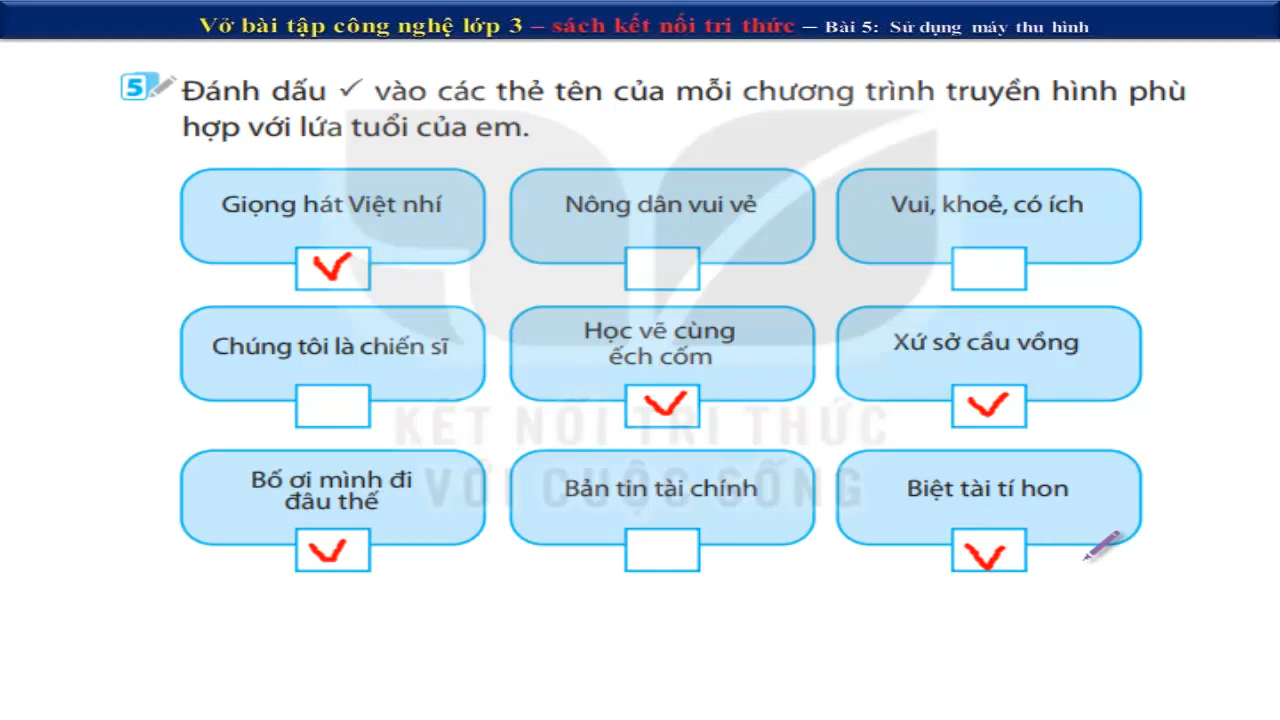 Vở bài tập công nghệ lớp 3 – sách kết nối tri thức – Bài 5: Sử dụng máy thu hình
5 Đánh dấu ✓ vào các thẻ tên của mỗi chương trình truyền hình phù
hợp với lứa tuổi của em.
Giọng hát Việt nhí
Nông dân vui vẻ
Vui, khoẻ, có ích
Chúng tôi là chiến sĩ
Học vẽ cùng
ếch cốm
Xứ sở cầu vồng
Bố ơi mình đi
đâu thế
Bản tin tài chính
Biệt tài tí hon
KẾT NỐI TRI THỨC
VỚI CUỘC SỐNG